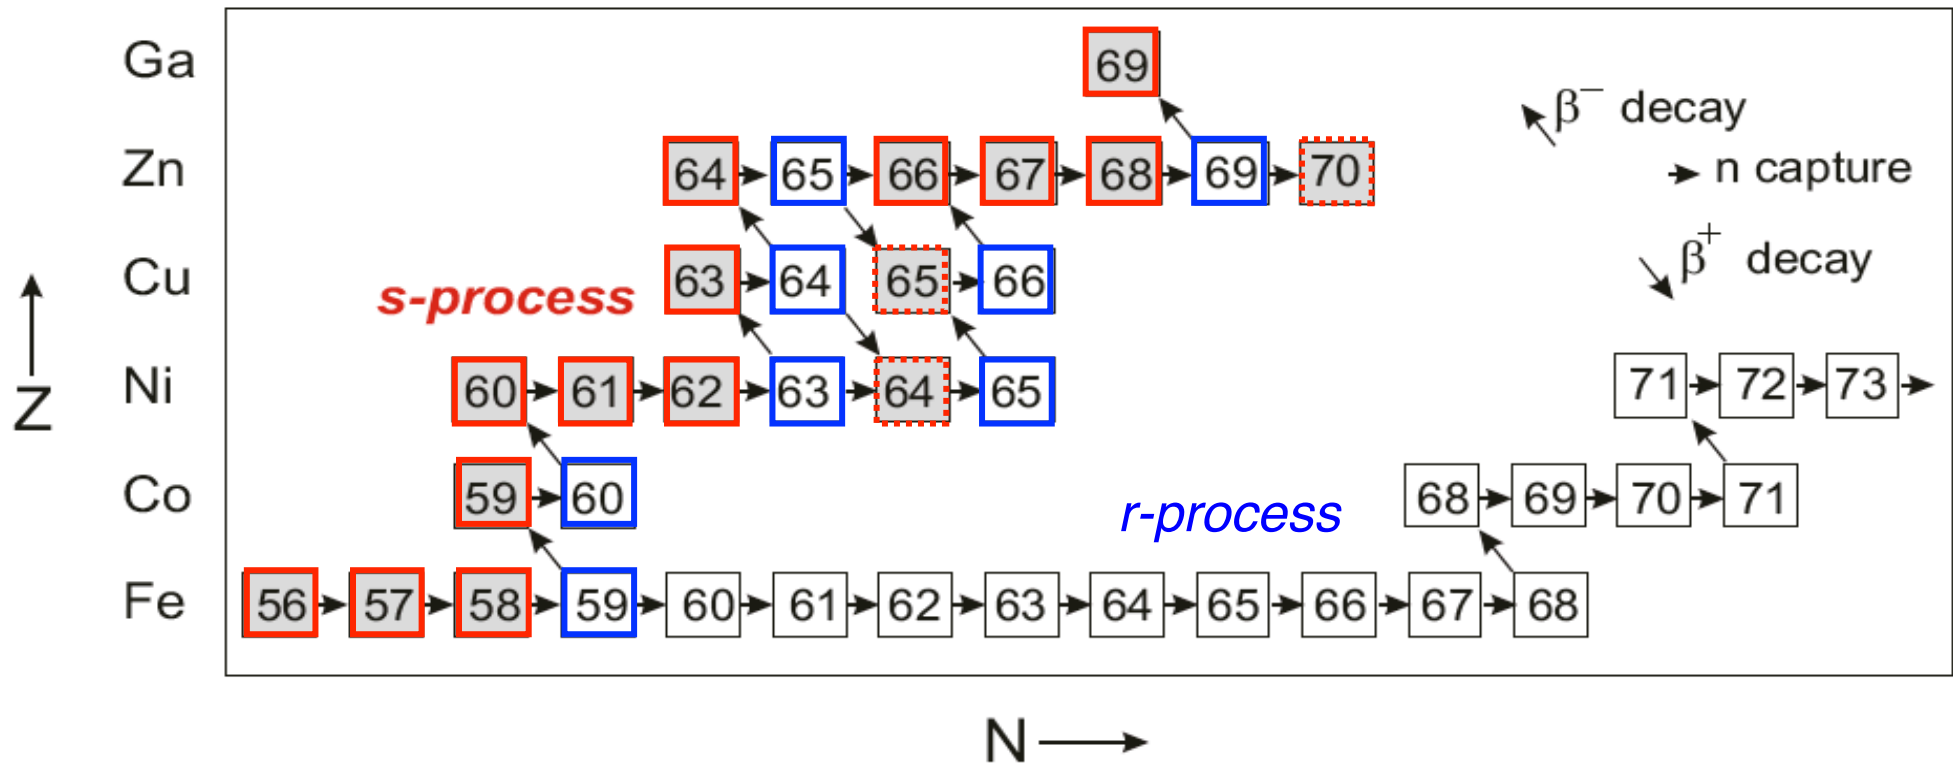 Ga 69
β⁻ decay
Zn 64 65 66 67 68 69 70
n capture
Cu 63 64 65 66
β⁺ decay
s-process
Ni 60 61 62 63 64 65 71 72 73
Z
Co 59 60 68 69 70 71
r-process
Fe 56 57 58 59 60 61 62 63 64 65 66 67 68
N